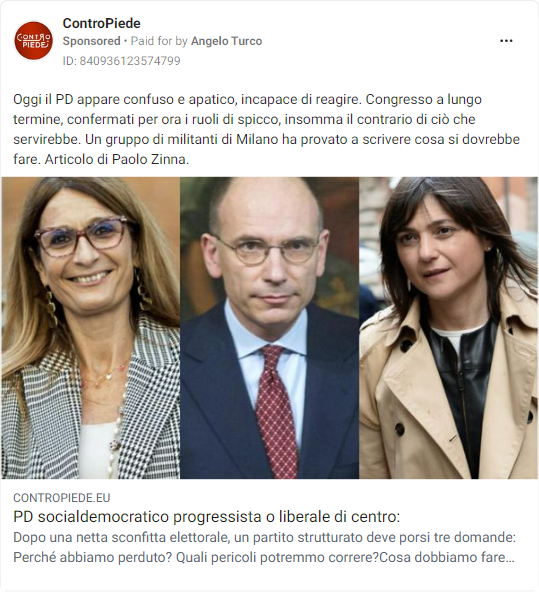 CONTRO
PIEDE
ControPiede
Sponsored • Paid for by Angelo Turco
ID: 840936123574799
Oggi il PD appare confuso e apatico, incapace di reagire. Congresso a lungo
termine, confermati per ora i ruoli di spicco, insomma il contrario di ciò che
servirebbe. Un gruppo di militanti di Milano ha provato a scrivere cosa si dovrebbe
fare. Articolo di Paolo Zinna.
CONTROPIEDE.EU
PD socialdemocratico progressista o liberale di centro:
Dopo una netta sconfitta elettorale, un partito strutturato deve porsi tre domande:
Perché abbiamo perduto? Quali pericoli potremmo correre?Cosa dobbiamo fare...